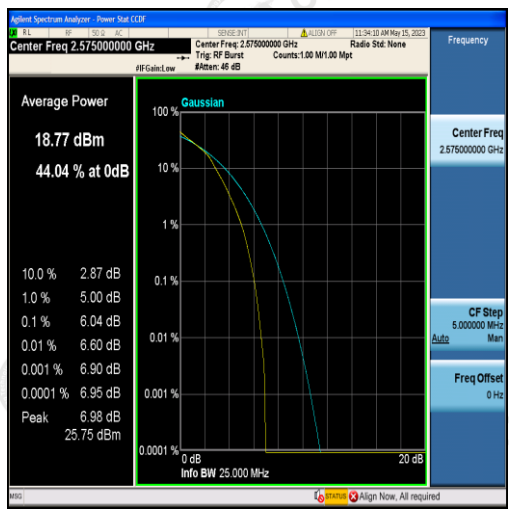 Agilent Spectrum Analyzer - Power Stat CCDF
RL RF 50 Ω AC SENSE:INT ALIGN OFF 11:34:10 AM May 15, 2023
Center Freq 2.575000000 GHz
Center Freq: 2.575000000 GHz Radio Std: None
Trig: RF Burst Counts:1.00 M/1.00 Mpt
#IFGain:Low #Atten: 46 dB
Frequency
Average Power
18.77 dBm
44.04 % at 0dB
10.0 % 2.87 dB
1.0 % 5.00 dB
0.1 % 6.04 dB
0.01 % 6.60 dB
0.001 % 6.90 dB
0.0001 % 6.95 dB
Peak 6.98 dB
25.75 dBm
Gaussian
100 %
10 %
1 %
0.1 %
0.01 %
0.001 %
0.0001 %
0 dB 20 dB
Info BW 25.000 MHz
Center Freq
2.575000000 GHz
CF Step
5.000000 MHz
Auto Man
Freq Offset
0 Hz
MSG STATUS Align Now, All required